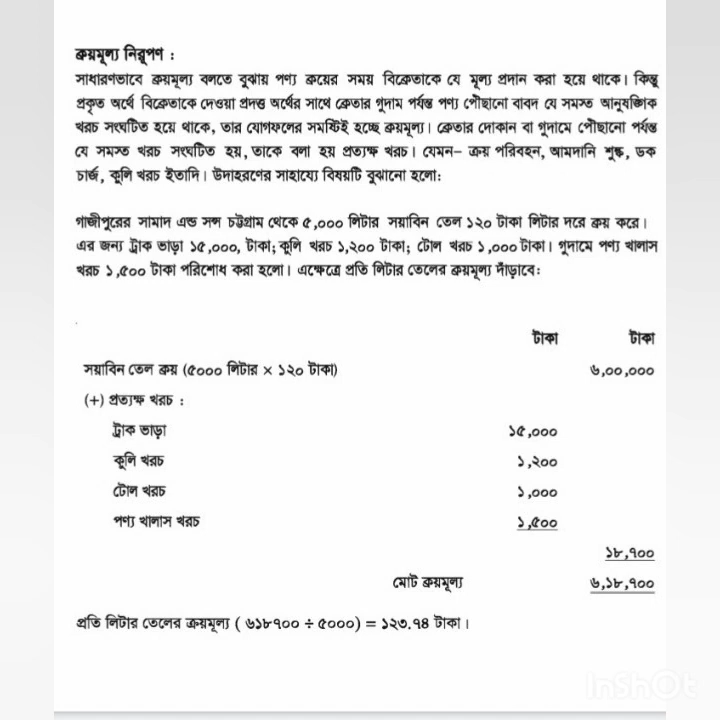 ক্রয়মূল্য নিরূপণ :
সাধারণভাবে ক্রয়মূল্য বলতে বুঝায় পণ্য ক্রয়ের সময় বিক্রেতাকে যে মূল্য প্রদান করা হয়ে থাকে। কিন্তু
প্রকৃত অর্থে বিক্রেতাকে দেওয়া প্রদত্ত অর্থের সাথে ক্রেতার গুদাম পর্যন্ত পণ্য পৌছানো বাবদ যে সমস্ত আনুষঙ্গিক
খরচ সংঘটিত হয়ে থাকে, তার যোগফলের সমষ্টিই হচ্ছে ক্রয়মূল্য। ক্রেতার দোকান বা গুদামে পৌছানো পর্যন্ত
যে সমস্ত খরচ সংঘটিত হয়, তাকে বলা হয় প্রত্যক্ষ খরচ। যেমন– ক্রয় পরিবহন, আমদানি শুল্ক, ডক
চার্জ, কুলি খরচ ইত্যাদি। উদাহরণের সাহায্যে বিষয়টি বুঝানো হলো:
গাজীপুরের সামাদ এন্ড সন্স চট্টগ্রাম থেকে ৫,০০০ লিটার সয়াবিন তেল ১২০ টাকা লিটার দরে ক্রয় করে।
এর জন্য ট্রাক ভাড়া ১৫,০০০, টাকা; কূলি খরচ ১,২০০ টাকা; টোল খরচ ১,০০০ টাকা। গুদামে পণ্য খালাস
খরচ ১,৫০০ টাকা পরিশোধ করা হলো। এক্ষেত্রে প্রতি লিটার তেলের ক্রয়মূল্য দাঁড়াবে:
টাকা টাকা
সয়াবিন তেল ক্রয় (৫০০০ লিটার × ১২০ টাকা) ৬,০০,০০০
(+) প্রত্যক্ষ খরচ :
ট্রাক ভাড়া ১৫,০০০
কূলি খরচ ১,২০০
টোল খরচ ১,০০০
পণ্য খালাস খরচ ১,৫০০
১৮,৭০০
মোট ক্রয়মূল্য ৬,১৮,৭০০
প্রতি লিটার তেলের ক্রয়মূল্য ( ৬১৮৭০০ ÷ ৫০০০) = ১২৩.৭৪ টাকা।
InShOt